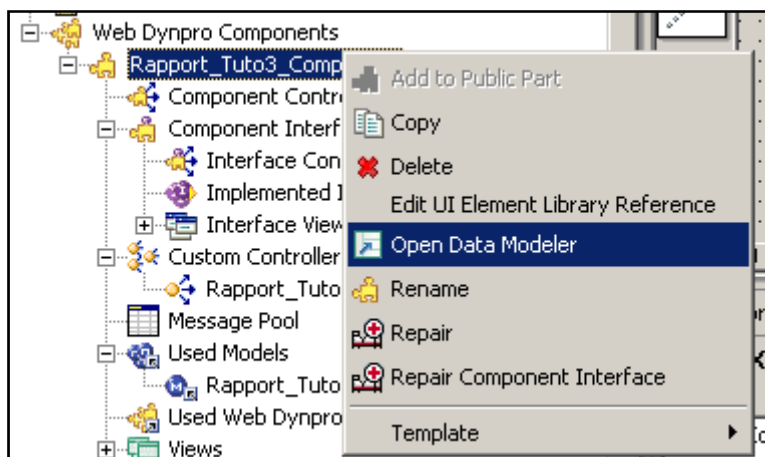 Web Dynpro Components
Rapport_Tuto3_Comp
Add to Public Part
Component Contr
Copy
Component Interf
Interface Con
Delete
Implemented I
Edit UI Element Library Reference
Interface View
Open Data Modeler
Custom Controller
Rapport_Tuto
Rename
Message Pool
Repair
Used Models
Rapport_Tuto
Repair Component Interface
Used Web Dynpro
Template
Views